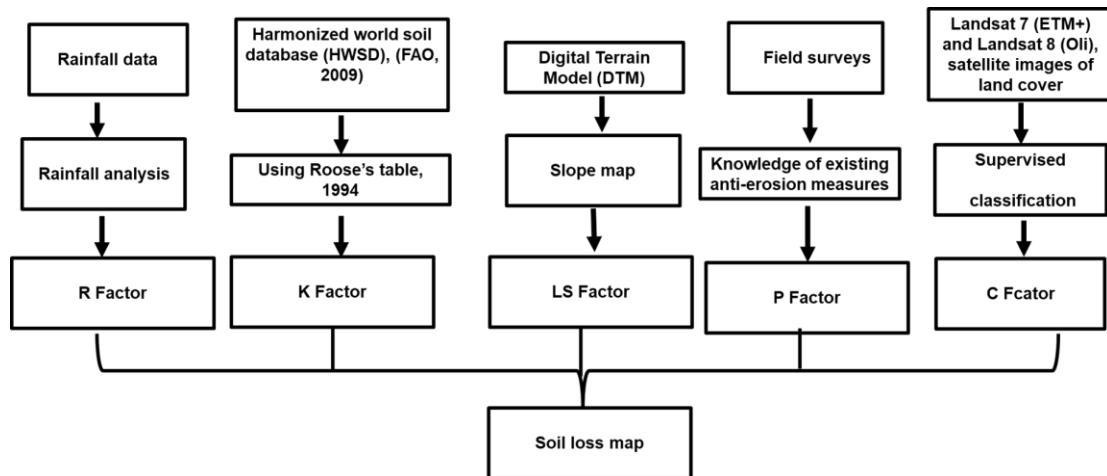 Rainfall data
Harmonized world soil
database (HWSD), (FAO,
2009)
Digital Terrain
Model (DTM)
Field surveys
Landsat 7 (ETM+)
and Landsat 8 (Oli),
satellite images of
land cover
Rainfall analysis
Using Roose's table,
1994
Slope map
Knowledge of existing
anti-erosion measures
Supervised
classification
R Factor
K Factor
LS Factor
P Factor
C Fcator
Soil loss map